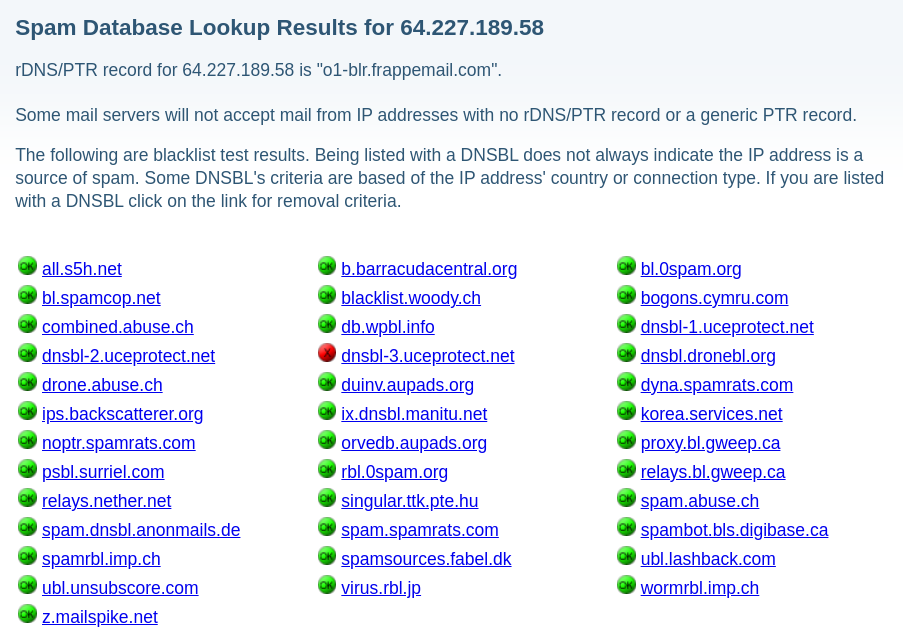 Spam Database Lookup Results for 64.227.189.58
rDNS/PTR record for 64.227.189.58 is "o1-blr.frappemail.com".
Some mail servers will not accept mail from IP addresses with no rDNS/PTR record or a generic PTR record.
The following are blacklist test results. Being listed with a DNSBL does not always indicate the IP address is a
source of spam. Some DNSBL's criteria are based of the IP address' country or connection type. If you are listed
with a DNSBL click on the link for removal criteria.
OK all.s5h.net OK b.barracudacentral.org OK bl.0spam.org
OK bl.spamcop.net OK blacklist.woody.ch OK bogons.cymru.com
OK combined.abuse.ch OK db.wpbl.info OK dnsbl-1.uceprotect.net
OK dnsbl-2.uceprotect.net X dnsbl-3.uceprotect.net OK dnsbl.dronebl.org
OK drone.abuse.ch OK duinv.aupads.org OK dyna.spamrats.com
OK ips.backscatterer.org OK ix.dnsbl.manitu.net OK korea.services.net
OK noptr.spamrats.com OK orvedb.aupads.org OK proxy.bl.gweep.ca
OK psbl.surriel.com OK rbl.0spam.org OK relays.bl.gweep.ca
OK relays.nether.net OK singular.ttk.pte.hu OK spam.abuse.ch
OK spam.dnsbl.anonmails.de OK spam.spamrats.com OK spambot.bls.digibase.ca
OK spamrbl.imp.ch OK spamsources.fabel.dk OK ubl.lashback.com
OK ubl.unsubscore.com OK virus.rbl.jp OK wormrbl.imp.ch
OK z.mailspike.net